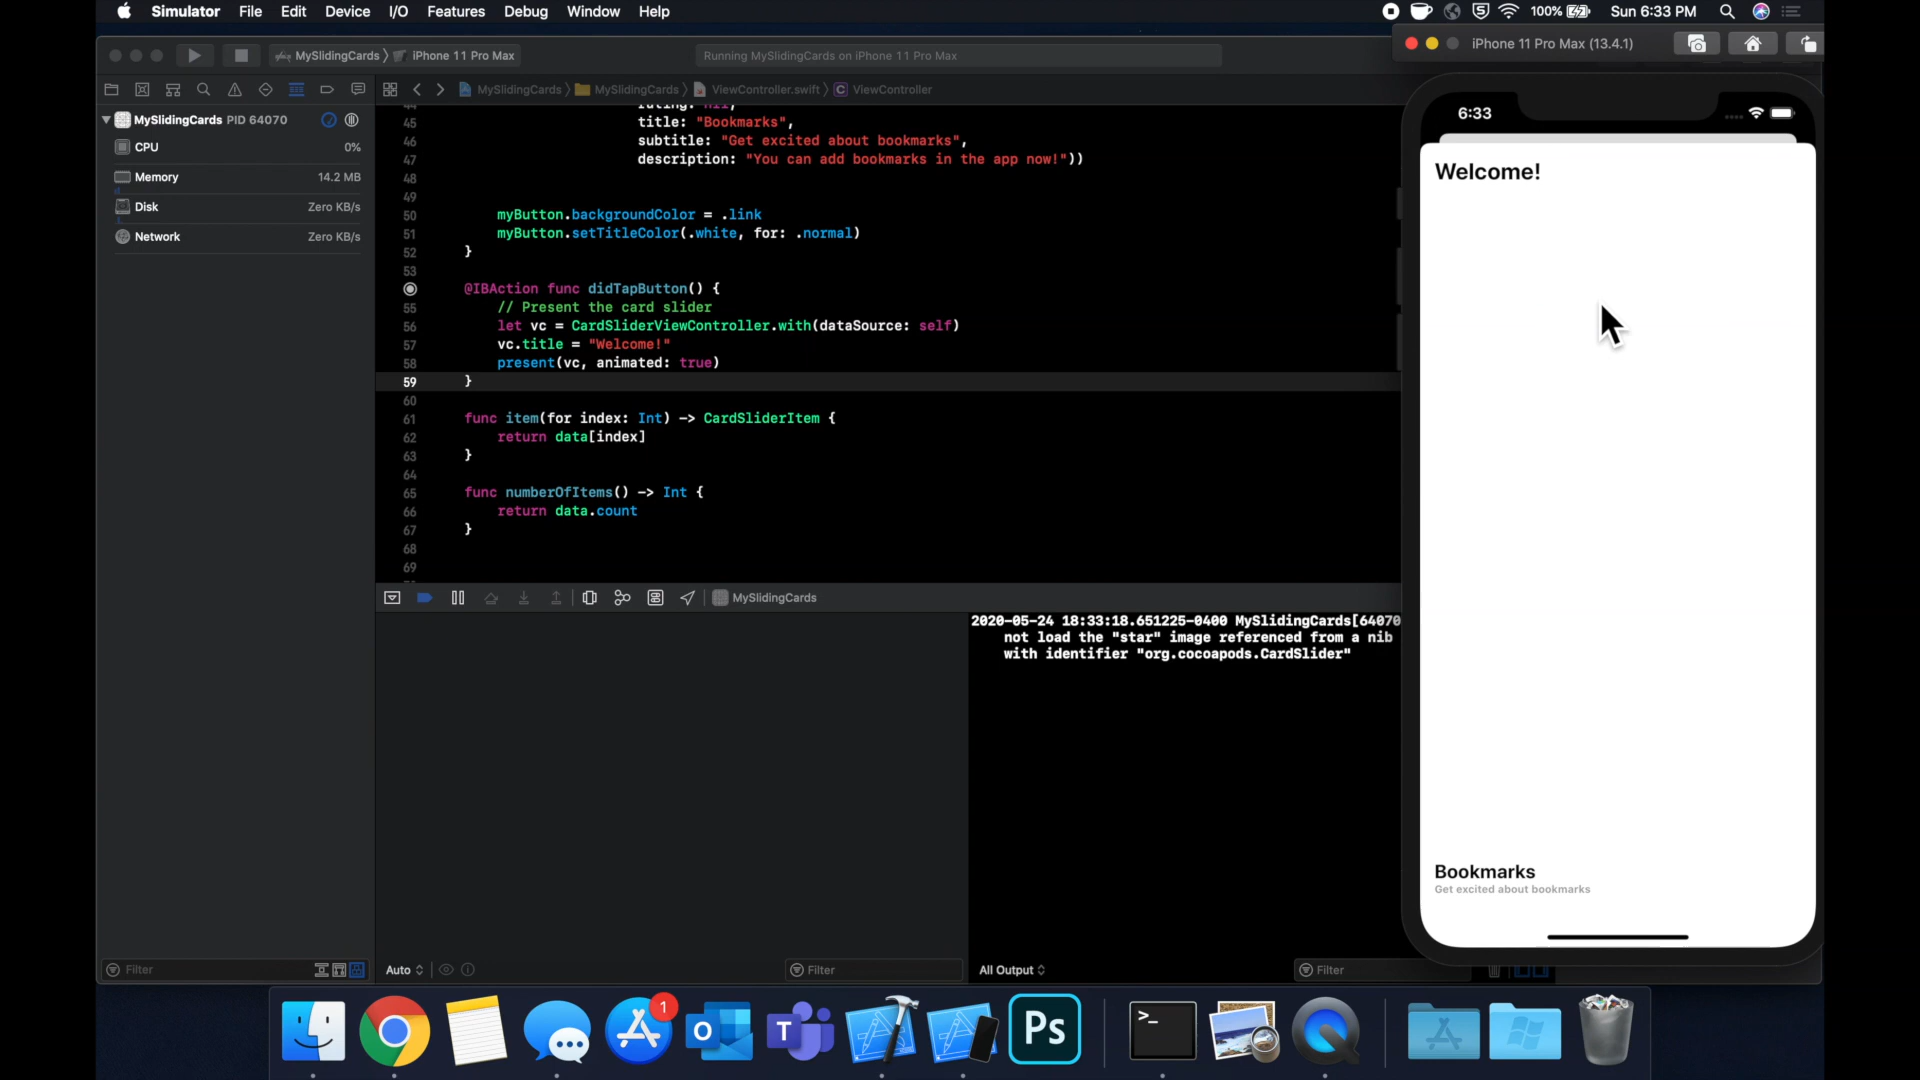 Simulator File Edit Device I/O Features Debug Window Help 100% Sun 6:33 PM
MySlidingCards iPhone 11 Pro Max Running MySlidingCards on iPhone 11 Pro Max
iPhone 11 Pro Max (13.4.1)
MySlidingCards MySlidingCards ViewController.swift ViewController
MySlidingCards PID 64070
CPU 0%
Memory 14.2 MB
Disk Zero KB/s
Network Zero KB/s
44 rating: nil,
45 title: "Bookmarks",
46 subtitle: "Get excited about bookmarks",
47 description: "You can add bookmarks in the app now!"))
48
49
50 myButton.backgroundColor = .link
51 myButton.setTitleColor(.white, for: .normal)
52 }
53
@IBAction func didTapButton() {
55 // Present the card slider
56 let vc = CardSliderViewController.with(dataSource: self)
57 vc.title = "Welcome!"
58 present(vc, animated: true)
59 }
60
61 func item(for index: Int) -> CardSliderItem {
62 return data[index]
63 }
64
65 func numberOfItems() -> Int {
66 return data.count
67 }
68
69
MySlidingCards
2020-05-24 18:33:18.651225-0400 MySlidingCards[64070
not load the "star" image referenced from a nib
with identifier "org.cocoapods.CardSlider"
Filter
Auto
Filter
All Output
Filter
6:33
Welcome!
Bookmarks
Get excited about bookmarks
1
O
T
Ps
>_